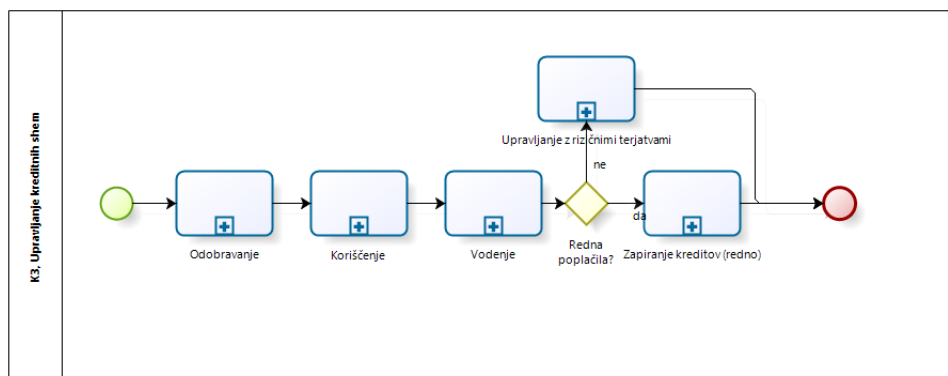 K3, Upravljanje kreditnih shem
Upravljanje z rizičnimi terjatvami
ne
da
Odobravanje
Koriščenje
Vodenje
Redna
poplačila?
Zapiranje kreditov (redno)